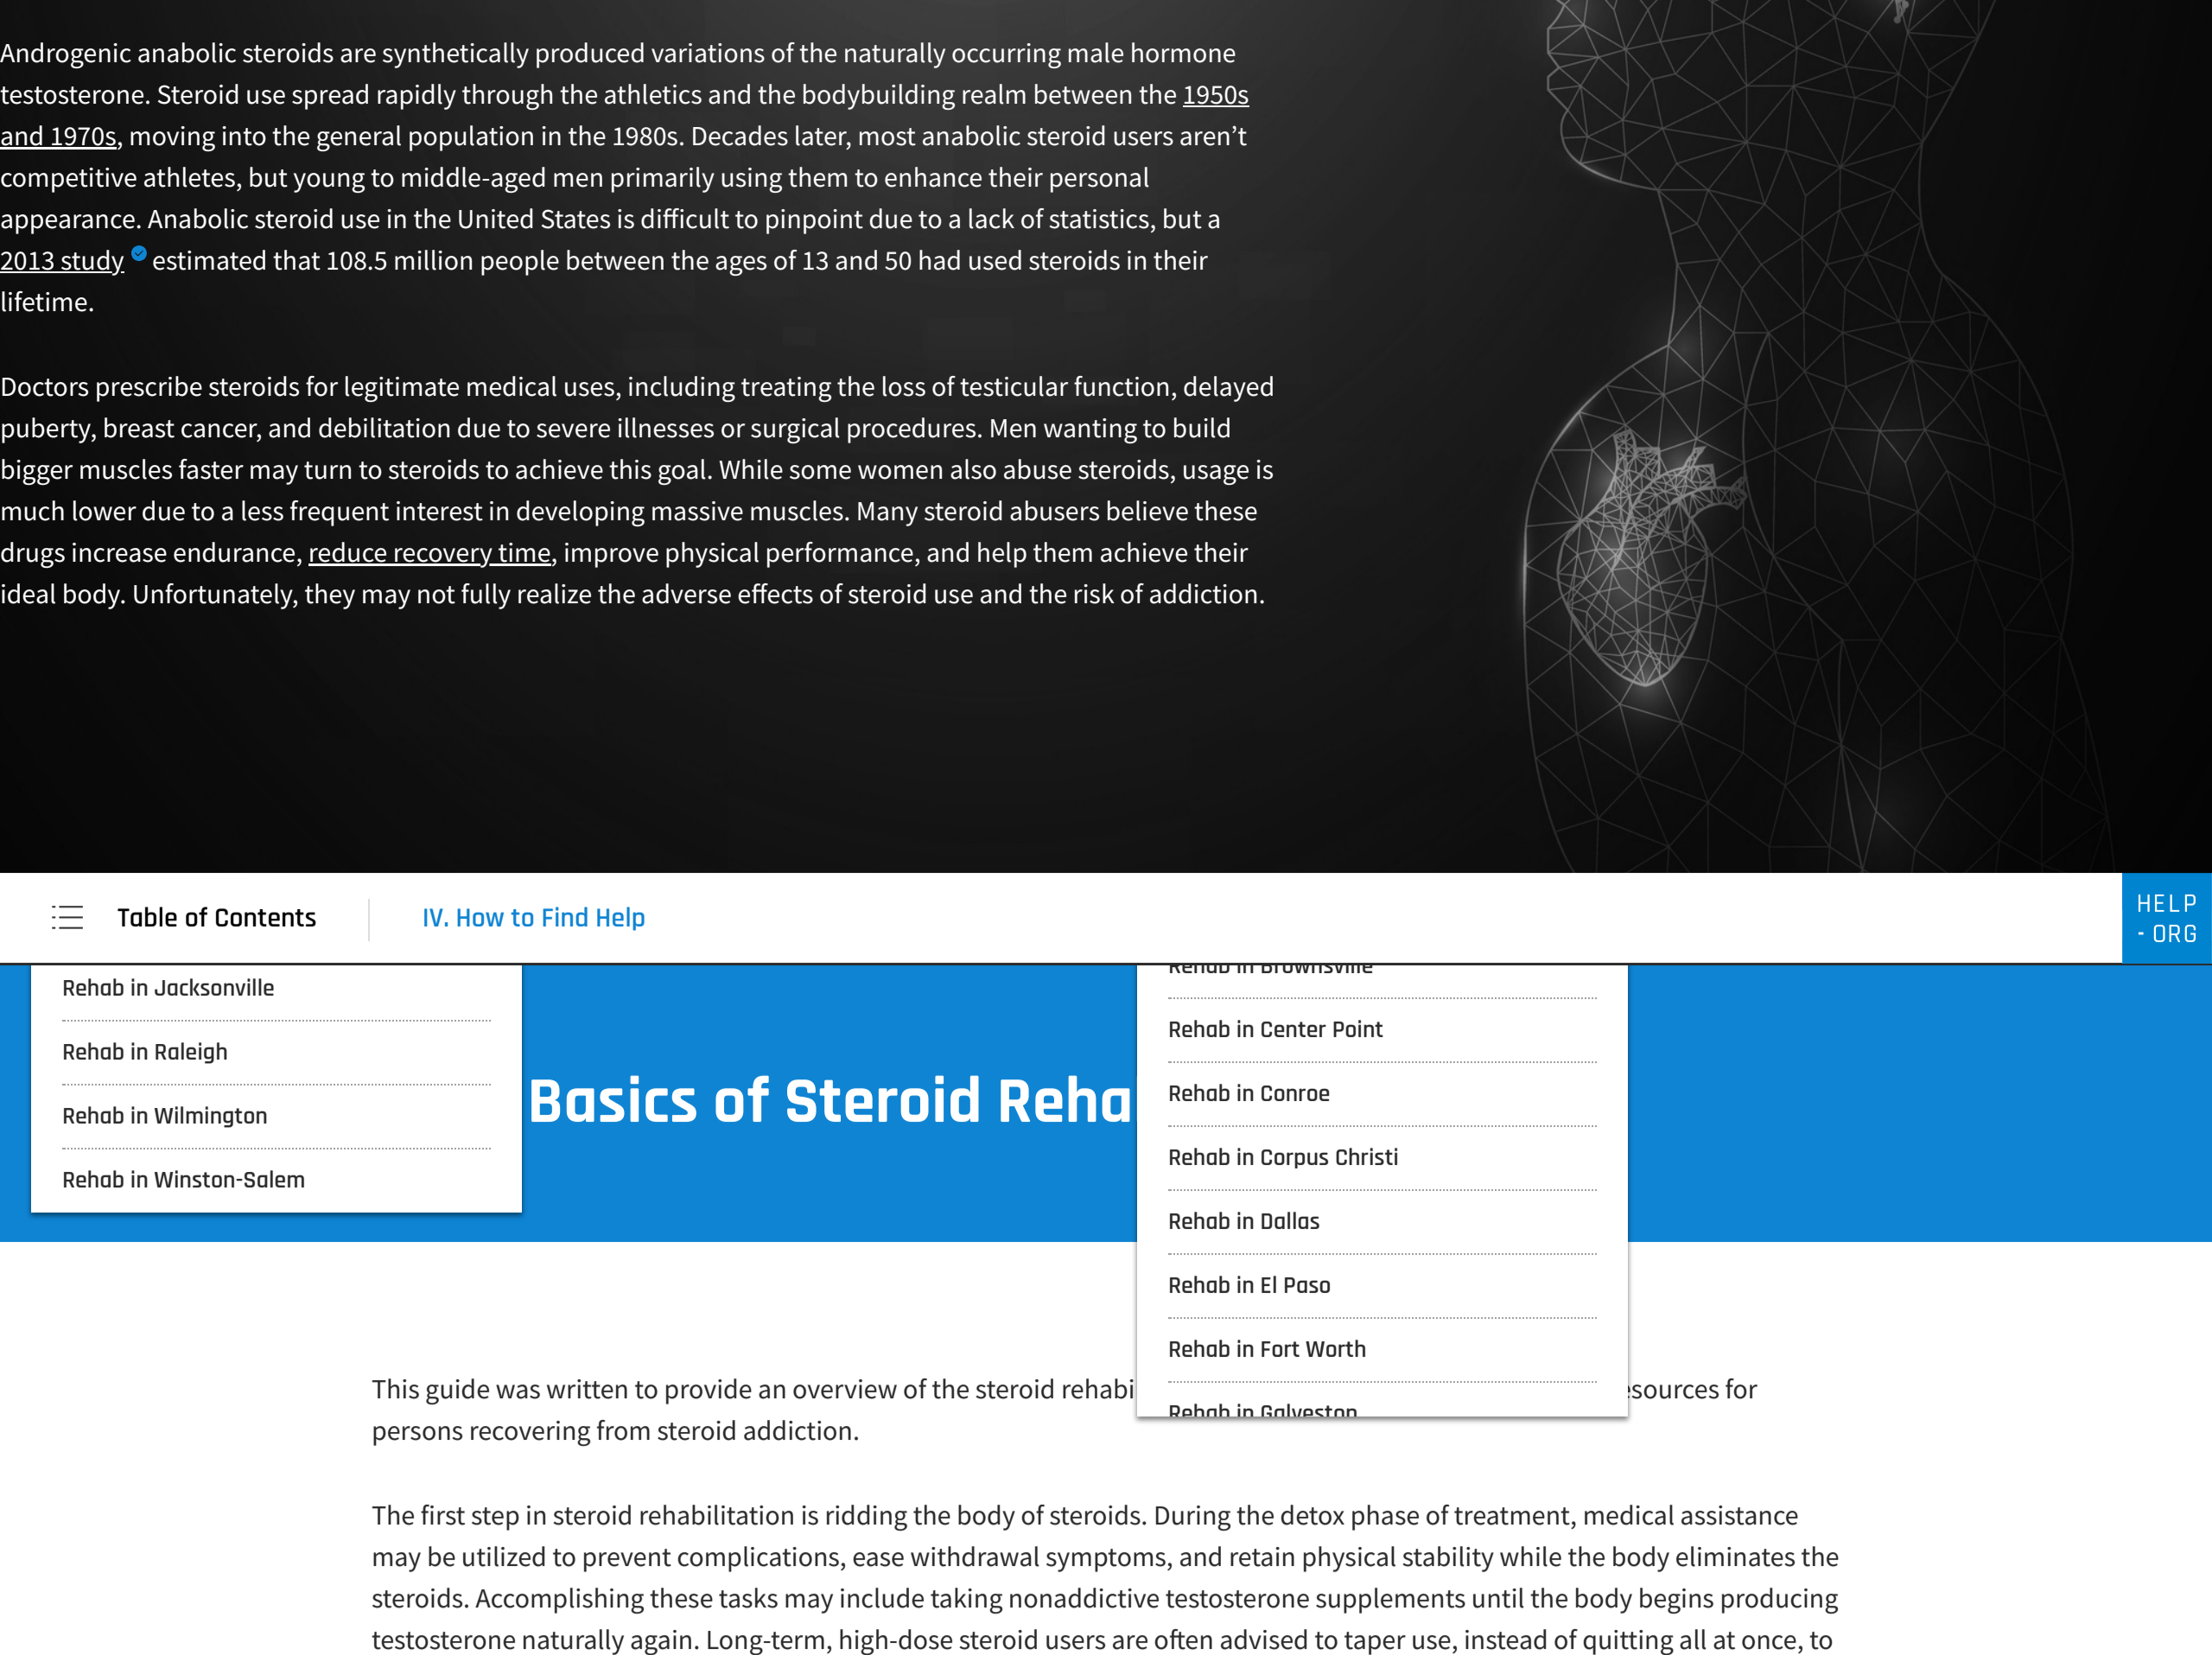 Androgenic anabolic steroids are synthetically produced variations of the naturally occurring male hormone
testosterone. Steroid use spread rapidly through the athletics and the bodybuilding realm between the 1950s
and 1970s, moving into the general population in the 1980s. Decades later, most anabolic steroid users aren’t
competitive athletes, but young to middle-aged men primarily using them to enhance their personal
appearance. Anabolic steroid use in the United States is difficult to pinpoint due to a lack of statistics, but a
2013 study estimated that 108.5 million people between the ages of 13 and 50 had used steroids in their
lifetime.
Doctors prescribe steroids for legitimate medical uses, including treating the loss of testicular function, delayed
puberty, breast cancer, and debilitation due to severe illnesses or surgical procedures. Men wanting to build
bigger muscles faster may turn to steroids to achieve this goal. While some women also abuse steroids, usage is
much lower due to a less frequent interest in developing massive muscles. Many steroid abusers believe these
drugs increase endurance, reduce recovery time, improve physical performance, and help them achieve their
ideal body. Unfortunately, they may not fully realize the adverse effects of steroid use and the risk of addiction.
Table of Contents
IV. How to Find Help
HELP
- ORG
Rehab in Jacksonville
Rehab in Raleigh
Rehab in Wilmington
Rehab in Winston-Salem
Basics of Steroid Reha
Rehab in Brownsville
Rehab in Center Point
Rehab in Conroe
Rehab in Corpus Christi
Rehab in Dallas
Rehab in El Paso
Rehab in Fort Worth
Rehab in Galveston
This guide was written to provide an overview of the steroid rehabi esources for
persons recovering from steroid addiction.
The first step in steroid rehabilitation is ridding the body of steroids. During the detox phase of treatment, medical assistance
may be utilized to prevent complications, ease withdrawal symptoms, and retain physical stability while the body eliminates the
steroids. Accomplishing these tasks may include taking nonaddictive testosterone supplements until the body begins producing
testosterone naturally again. Long-term, high-dose steroid users are often advised to taper use, instead of quitting all at once, to